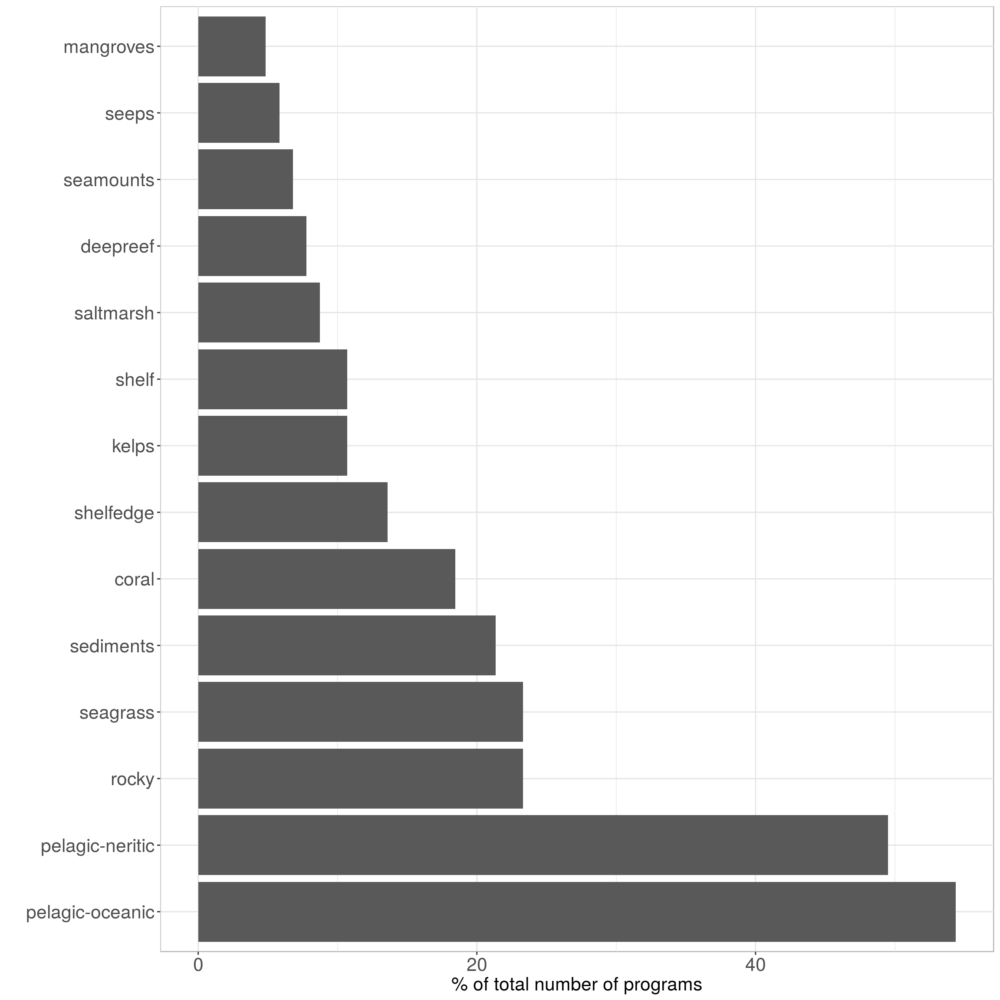 mangroves
seeps
seamounts
deepreef
saltmarsh
shelf
kelps
shelfedge
coral
sediments
seagrass
rocky
pelagic-neritic
pelagic-oceanic
0 20 40
% of total number of programs